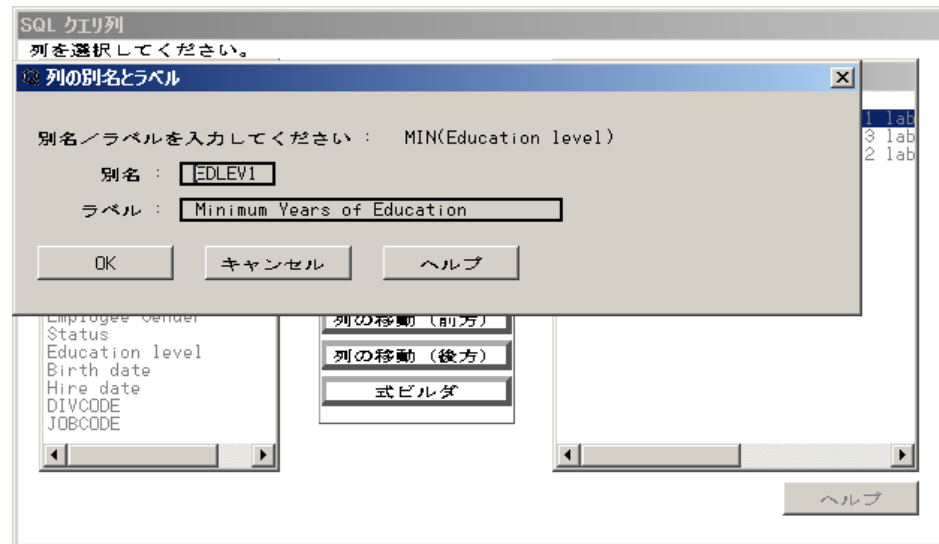 SQL クエリ列
列を選択してください。
列の別名とラベル
別名／ラベルを入力してください： MIN(Education level)
別名： EDLEV1
ラベル： Minimum Years of Education
OK キャンセル ヘルプ
1 lab
3 lab
2 lab
Employee Gender
Status
Education level
Birth date
Hire date
DIVCODE
JOBCODE
列の移動（前方）
列の移動（後方）
式ビルダ
ヘルプ